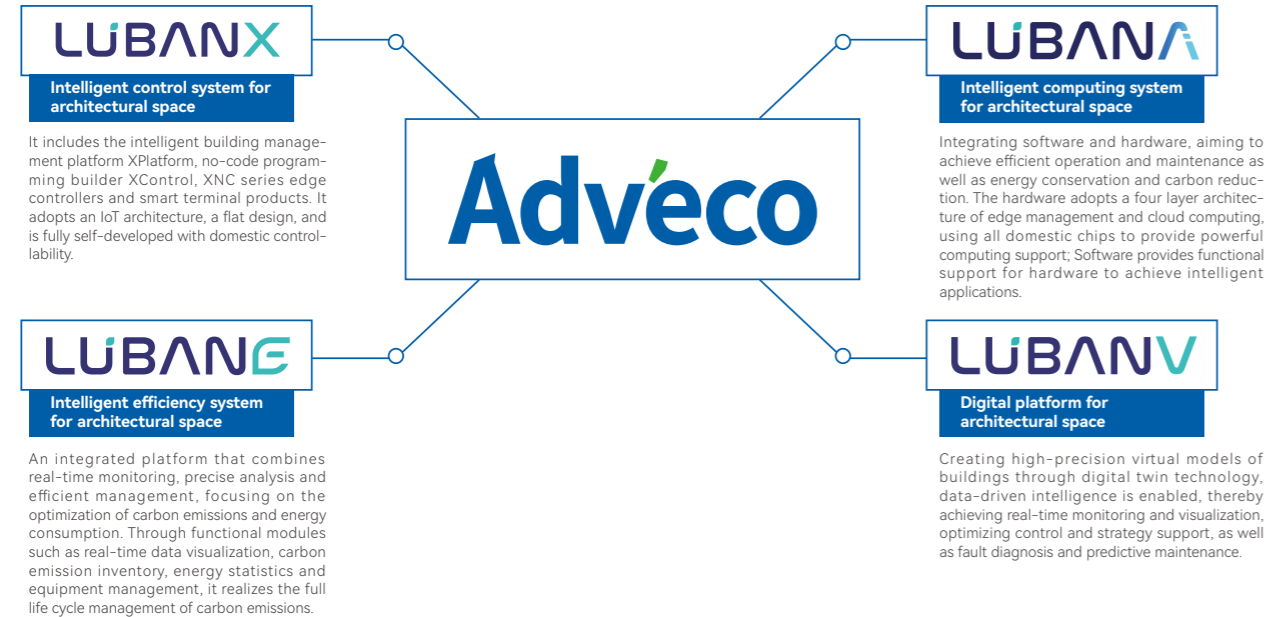 LUBANX
Intelligent control system for
architectural space
It includes the intelligent building manage-
ment platform XPlatform, no-code program-
ming builder XControl, XNC series edge
controllers and smart terminal products. It
adopts an IoT architecture, a flat design, and
is fully self-developed with domestic control-
lability.
LUBANA
Intelligent computing system
for architectural space
Integrating software and hardware, aiming to
achieve efficient operation and maintenance as
well as energy conservation and carbon reduc-
tion. The hardware adopts a four layer architec-
ture of edge management and cloud computing,
using all domestic chips to provide powerful
computing support; Software provides functional
support for hardware to achieve intelligent
applications.
Advéco
LUBANE
Intelligent efficiency system
for architectural space
An integrated platform that combines
real-time monitoring, precise analysis and
efficient management, focusing on the
optimization of carbon emissions and energy
consumption. Through functional modules
such as real-time data visualization, carbon
emission inventory, energy statistics and
equipment management, it realizes the full
life cycle management of carbon emissions.
LUBANV
Digital platform for
architectural space
Creating high-precision virtual models of
buildings through digital twin technology,
data-driven intelligence is enabled, thereby
achieving real-time monitoring and visualization,
optimizing control and strategy support, as well
as fault diagnosis and predictive maintenance.